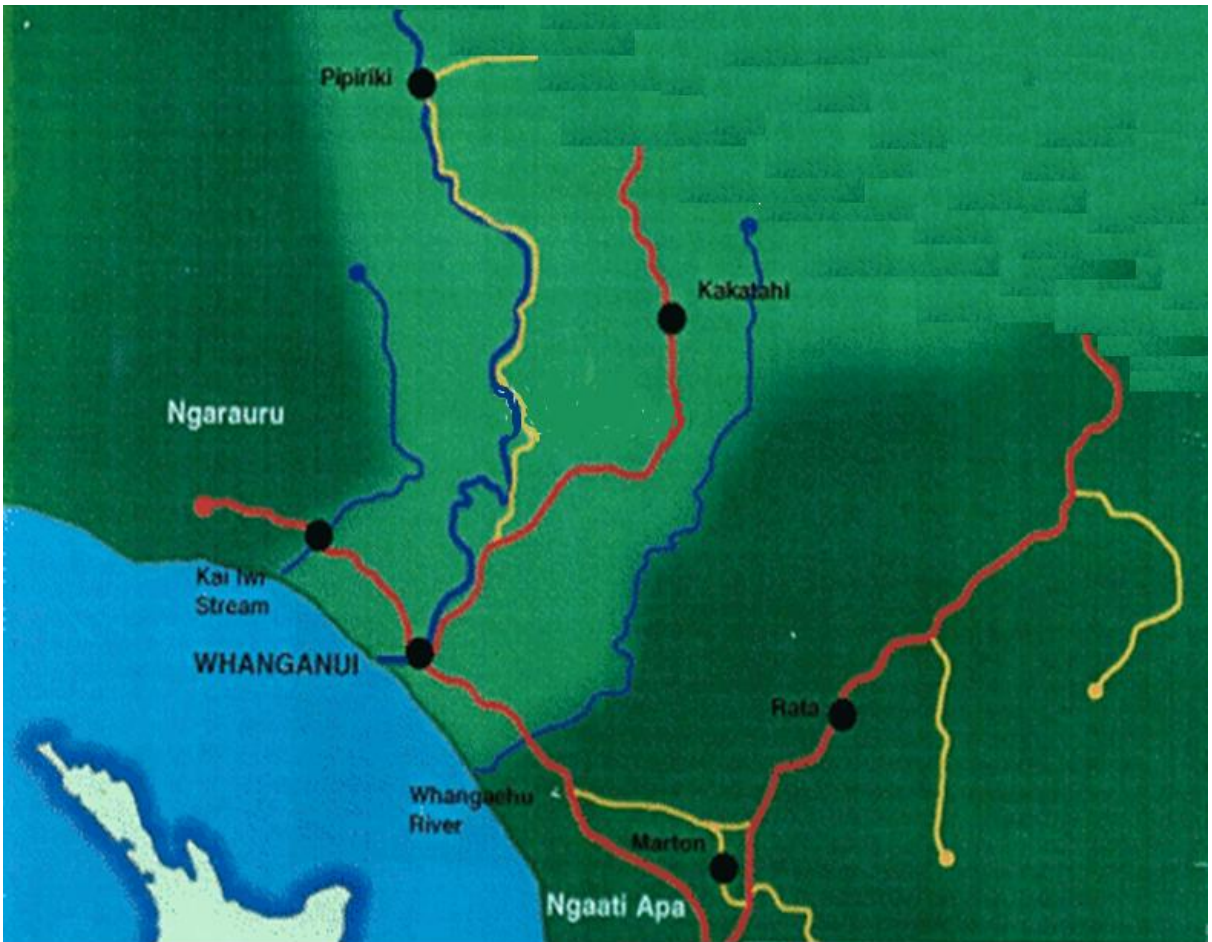 Pipiriki
Kakatahi
Ngarauru
Kai Iwi
Stream
WHANGANUI
Rata
Whangaehu
River
Marton
Ngaati Apa